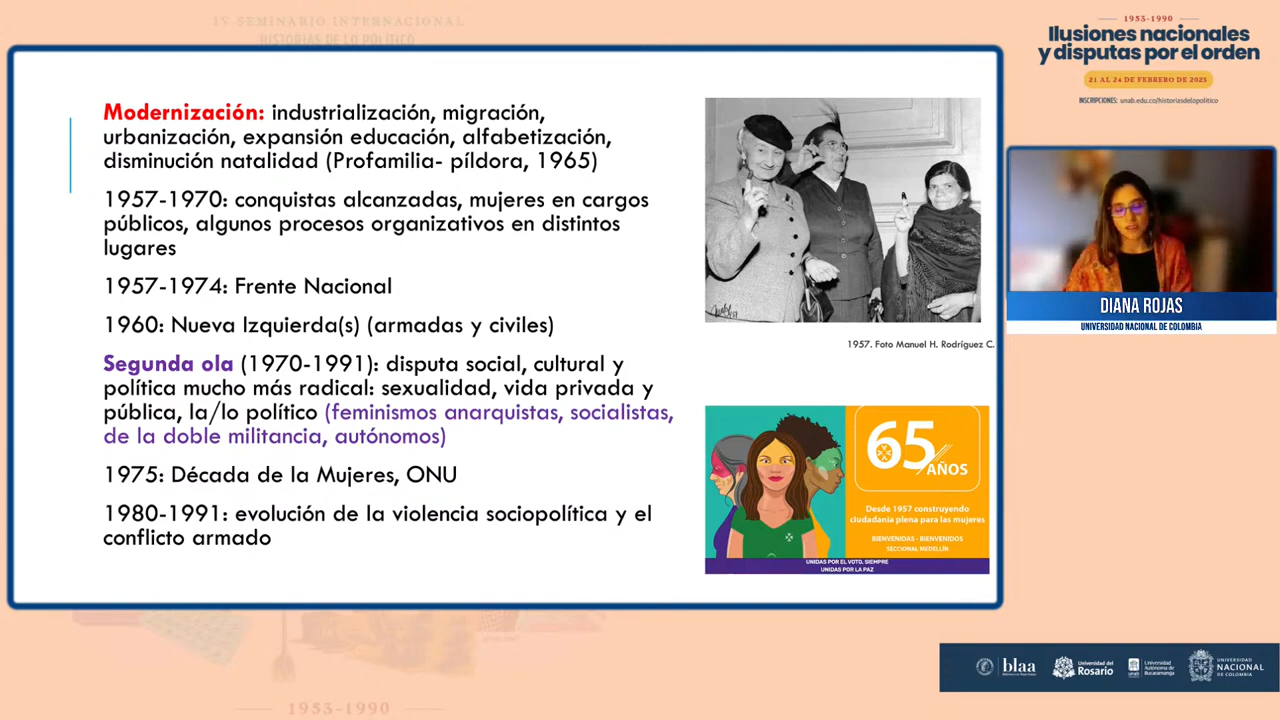 IV SEMINARIO INTERNACIONAL
HISTORIAS DE LO POLÍTICO
Modernización: industrialización, migración,
urbanización, expansión educación, alfabetización,
disminución natalidad (Profamilia- píldora, 1965)
1957-1970: conquistas alcanzadas, mujeres en cargos
públicos, algunos procesos organizativos en distintos
lugares
1957-1974: Frente Nacional
1960: Nueva Izquierda(s) (armadas y civiles)
Segunda ola (1970-1991): disputa social, cultural y
política mucho más radical: sexualidad, vida privada y
pública, la/lo político (feminismos anarquistas, socialistas,
de la doble militancia, autónomos)
1975: Década de la Mujeres, ONU
1980-1991: evolución de la violencia sociopolítica y el
conflicto armado
1957. Foto Manuel H. Rodríguez C.
65 AÑOS
Desde 1957 construyendo
ciudadanía plena para las mujeres
BIENVENIDAS - BIENVENIDOS
SECCIONAL MEDELLÍN
UNIDAS POR EL VOTO, SIEMPRE
UNIDAS POR LA PAZ
1953-1990
Ilusiones nacionales
y disputas por el orden
21 AL 24 DE FEBRERO DE 2023
INSCRIPCIONES: unab.edu.co/historiasdelopolitico
DIANA ROJAS
UNIVERSIDAD NACIONAL DE COLOMBIA
blaa
Universidad del
Rosario
unab
Universidad
Autónoma de
Bucaramanga
UNIVERSIDAD
NACIONAL
DE COLOMBIA
1953-1990